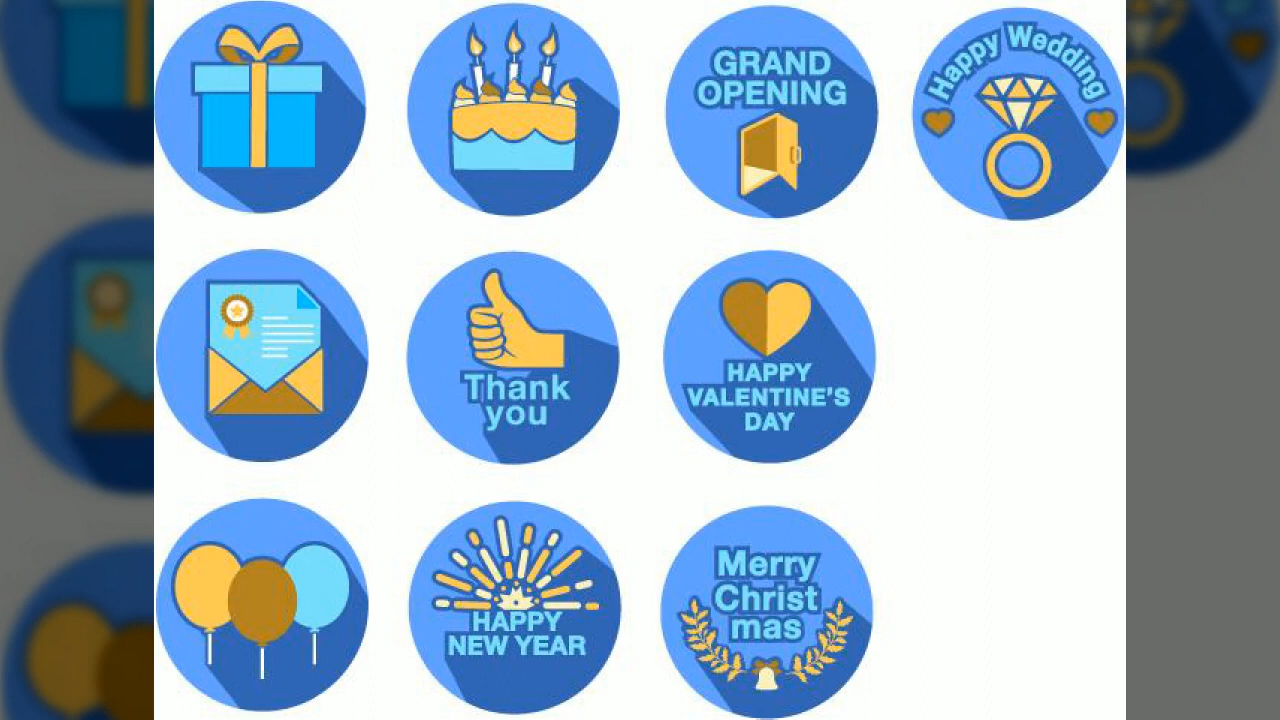 GRAND
OPENING
Happy Wedding
Thank
you
HAPPY
VALENTINE'S
DAY
HAPPY
NEW YEAR
Merry
Christ
mas